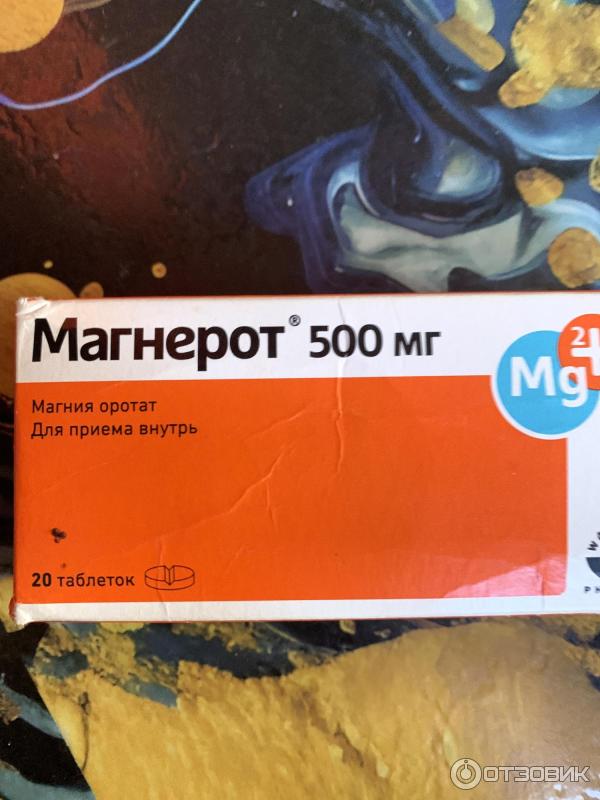 Магнерот® 500 мг
Mg²+
Магния оротат
Для приема внутрь
20 таблеток
ОТЗОВИК